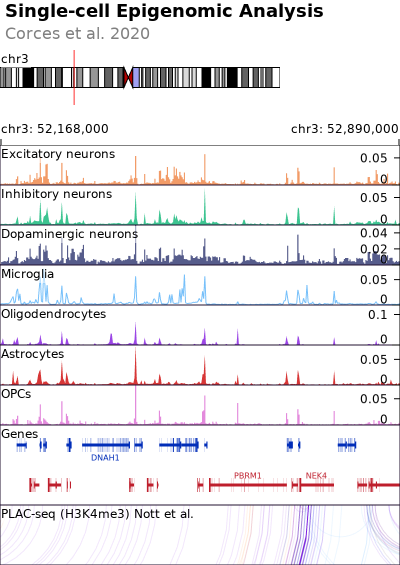 Single-cell Epigenomic Analysis
Corces et al. 2020
chr3
chr3: 52,168,000 chr3: 52,890,000
Excitatory neurons
0.05
0
Inhibitory neurons
0.05
0
Dopaminergic neurons
0.04
0.02
0
Microglia
0.05
0
Oligodendrocytes
0.1
0
Astrocytes
0.05
0
OPCs
0.05
0
Genes
DNAH1
PBRM1 NEK4
PLAC-seq (H3K4me3) Nott et al.